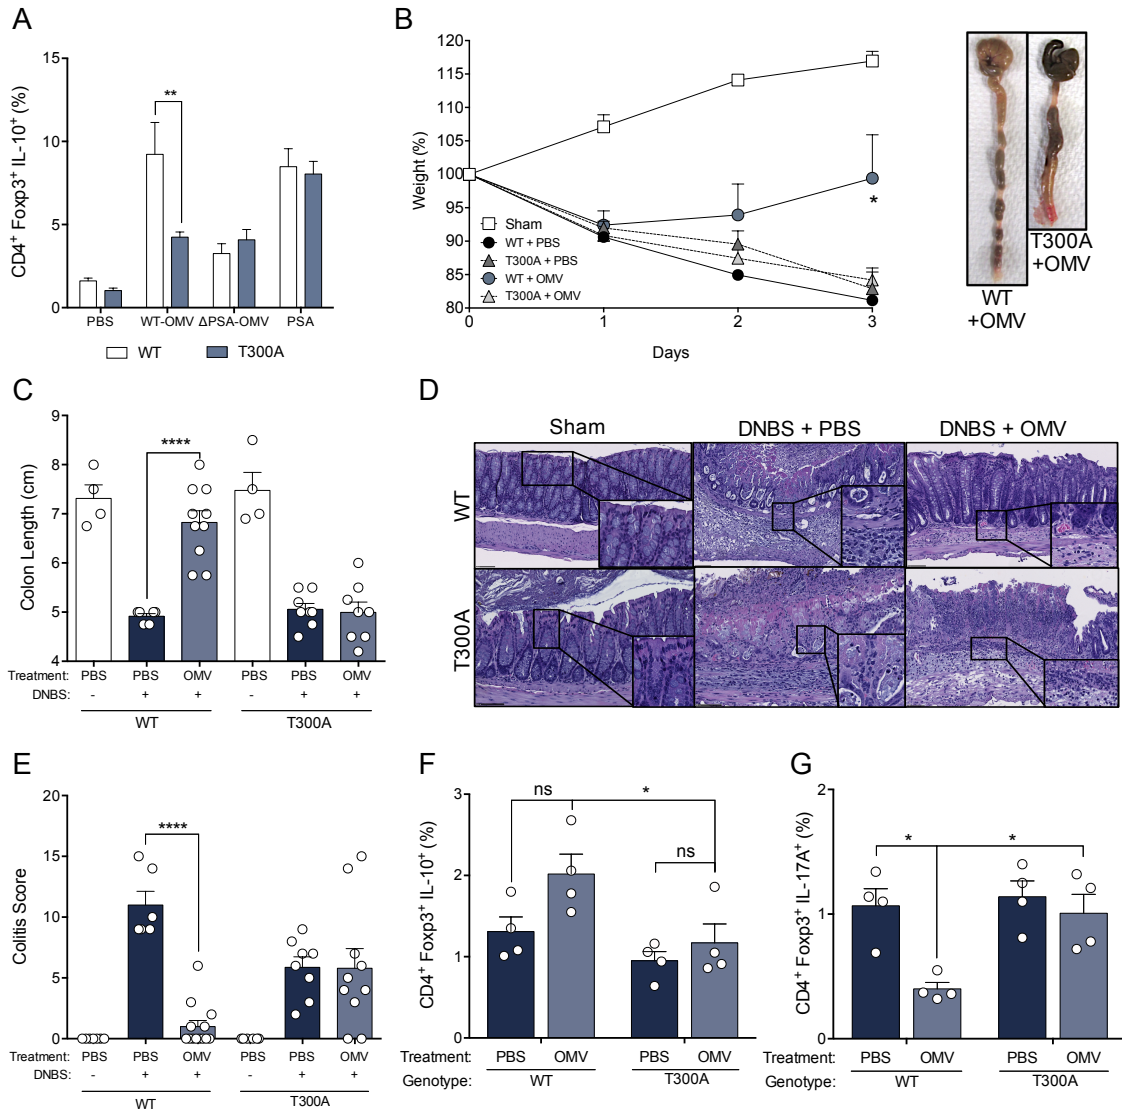 A
CD4⁺ Foxp3⁺ IL-10⁺ (%)
15
10
5
0
**
PBS WT-OMV ΔPSA-OMV PSA
WT T300A
B
Weight (%)
120
115
110
105
100
95
90
85
80
Sham
WT + PBS
T300A + PBS
WT + OMV
T300A + OMV
*
0 1 2 3
Days
WT
+OMV
T300A
+OMV
C
Colon Length (cm)
9
8
7
6
5
4
****
Treatment: PBS PBS OMV PBS PBS OMV
DNBS: - + + - + +
WT T300A
D
Sham DNBS + PBS DNBS + OMV
WT
T300A
E
Colitis Score
20
15
10
5
0
****
Treatment: PBS PBS OMV PBS PBS OMV
DNBS: - + + - + +
WT T300A
F
CD4⁺ Foxp3⁺ IL-10⁺ (%)
3
2
1
0
ns * ns
Treatment: PBS OMV PBS OMV
Genotype: WT T300A
G
CD4⁺ Foxp3⁺ IL-17A⁺ (%)
2
1
0
* *
Treatment: PBS OMV PBS OMV
Genotype: WT T300A